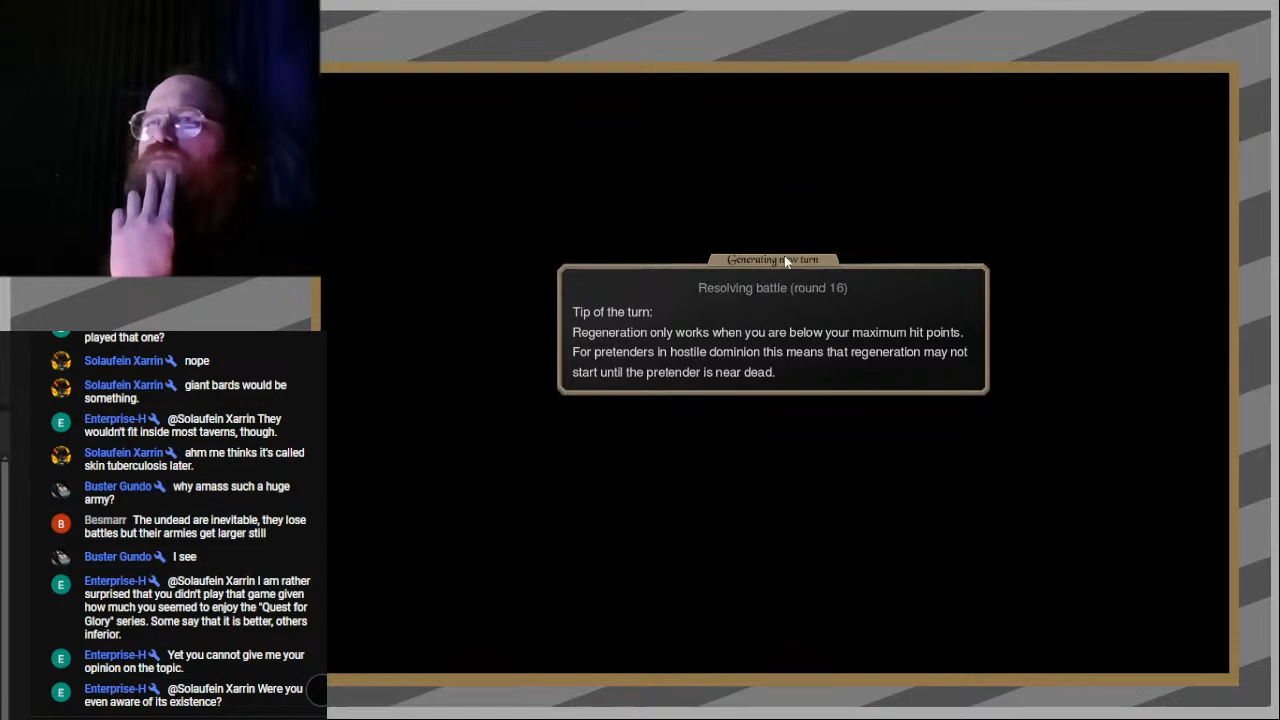 Generating new turn
Resolving battle (round 16)
Tip of the turn:
Regeneration only works when you are below your maximum hit points.
For pretenders in hostile dominion this means that regeneration may not
start until the pretender is near dead.
played that one?
Solaufein Xarrin nope
Solaufein Xarrin giant bards would be
something.
E Enterprise-H @Solaufein Xarrin They
wouldn't fit inside most taverns, though.
Solaufein Xarrin ahm me thinks it's called
skin tuberculosis later.
Buster Gundo why amass such a huge
army?
B Besmarr The undead are inevitable, they lose
battles but their armies get larger still
Buster Gundo I see
E Enterprise-H @Solaufein Xarrin I am rather
surprised that you didn't play that game given
how much you seemed to enjoy the "Quest for
Glory" series. Some say that it is better, others
inferior.
E Enterprise-H Yet you cannot give me your
opinion on the topic.
E Enterprise-H @Solaufein Xarrin Were you
even aware of its existence?